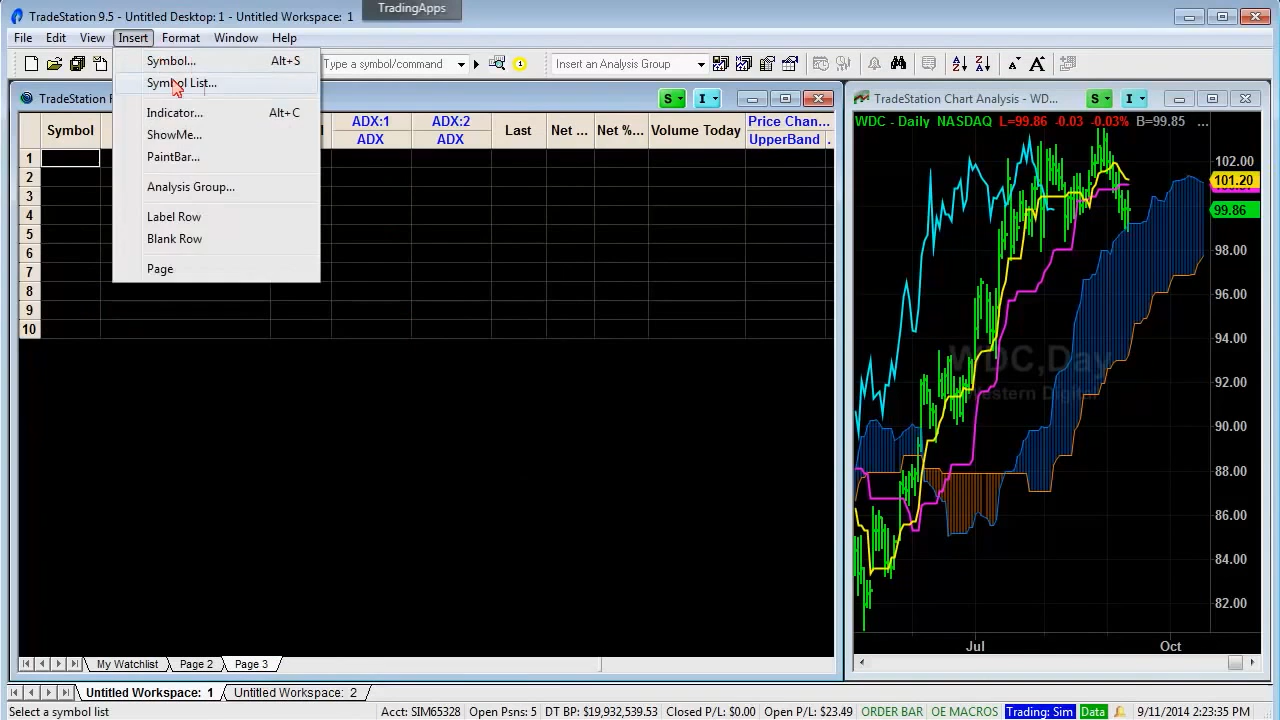 TradeStation 9.5 - Untitled Desktop: 1 - Untitled Workspace: 1
TradingApps
File Edit View Insert Format Window Help
Type a symbol/command
Insert an Analysis Group
Symbol... Alt+S
Symbol List...
Indicator... Alt+C
ShowMe...
PaintBar...
Analysis Group...
Label Row
Blank Row
Page
TradeStation
S I
Symbol ADX:1 ADX:2 Last Net ... Net %... Volume Today Price Chan...
ADX ADX UpperBand
1
2
3
4
5
6
7
8
9
10
My Watchlist Page 2 Page 3
TradeStation Chart Analysis - WD...
S I
WDC - Daily NASDAQ L=99.86 -0.03 -0.03% B=99.85 ...
WDC,Day
Western Digital
102.00
101.20
99.86
98.00
96.00
94.00
92.00
90.00
88.00
86.00
84.00
82.00
Jul Oct
Untitled Workspace: 1 Untitled Workspace: 2
Select a symbol list
Acct: SIM65328 Open Psns: 5 DT BP: $19,932,539.53 Closed P/L: $0.00 Open P/L: $23.49 ORDER BAR OE MACROS Trading: Sim Data 9/11/2014 2:23:35 PM